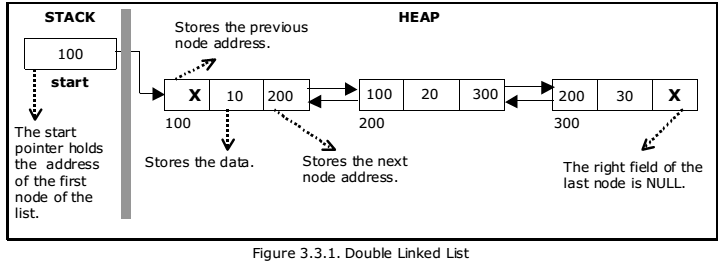 STACK
HEAP
Stores the previous
node address.
100
start
X 10 200
100 20 300
200 30 X
100
200
300
The start
pointer holds
the address
of the first
node of the
list.
Stores the data.
Stores the next
node address.
The right field of the
last node is NULL.
Figure 3.3.1. Double Linked List